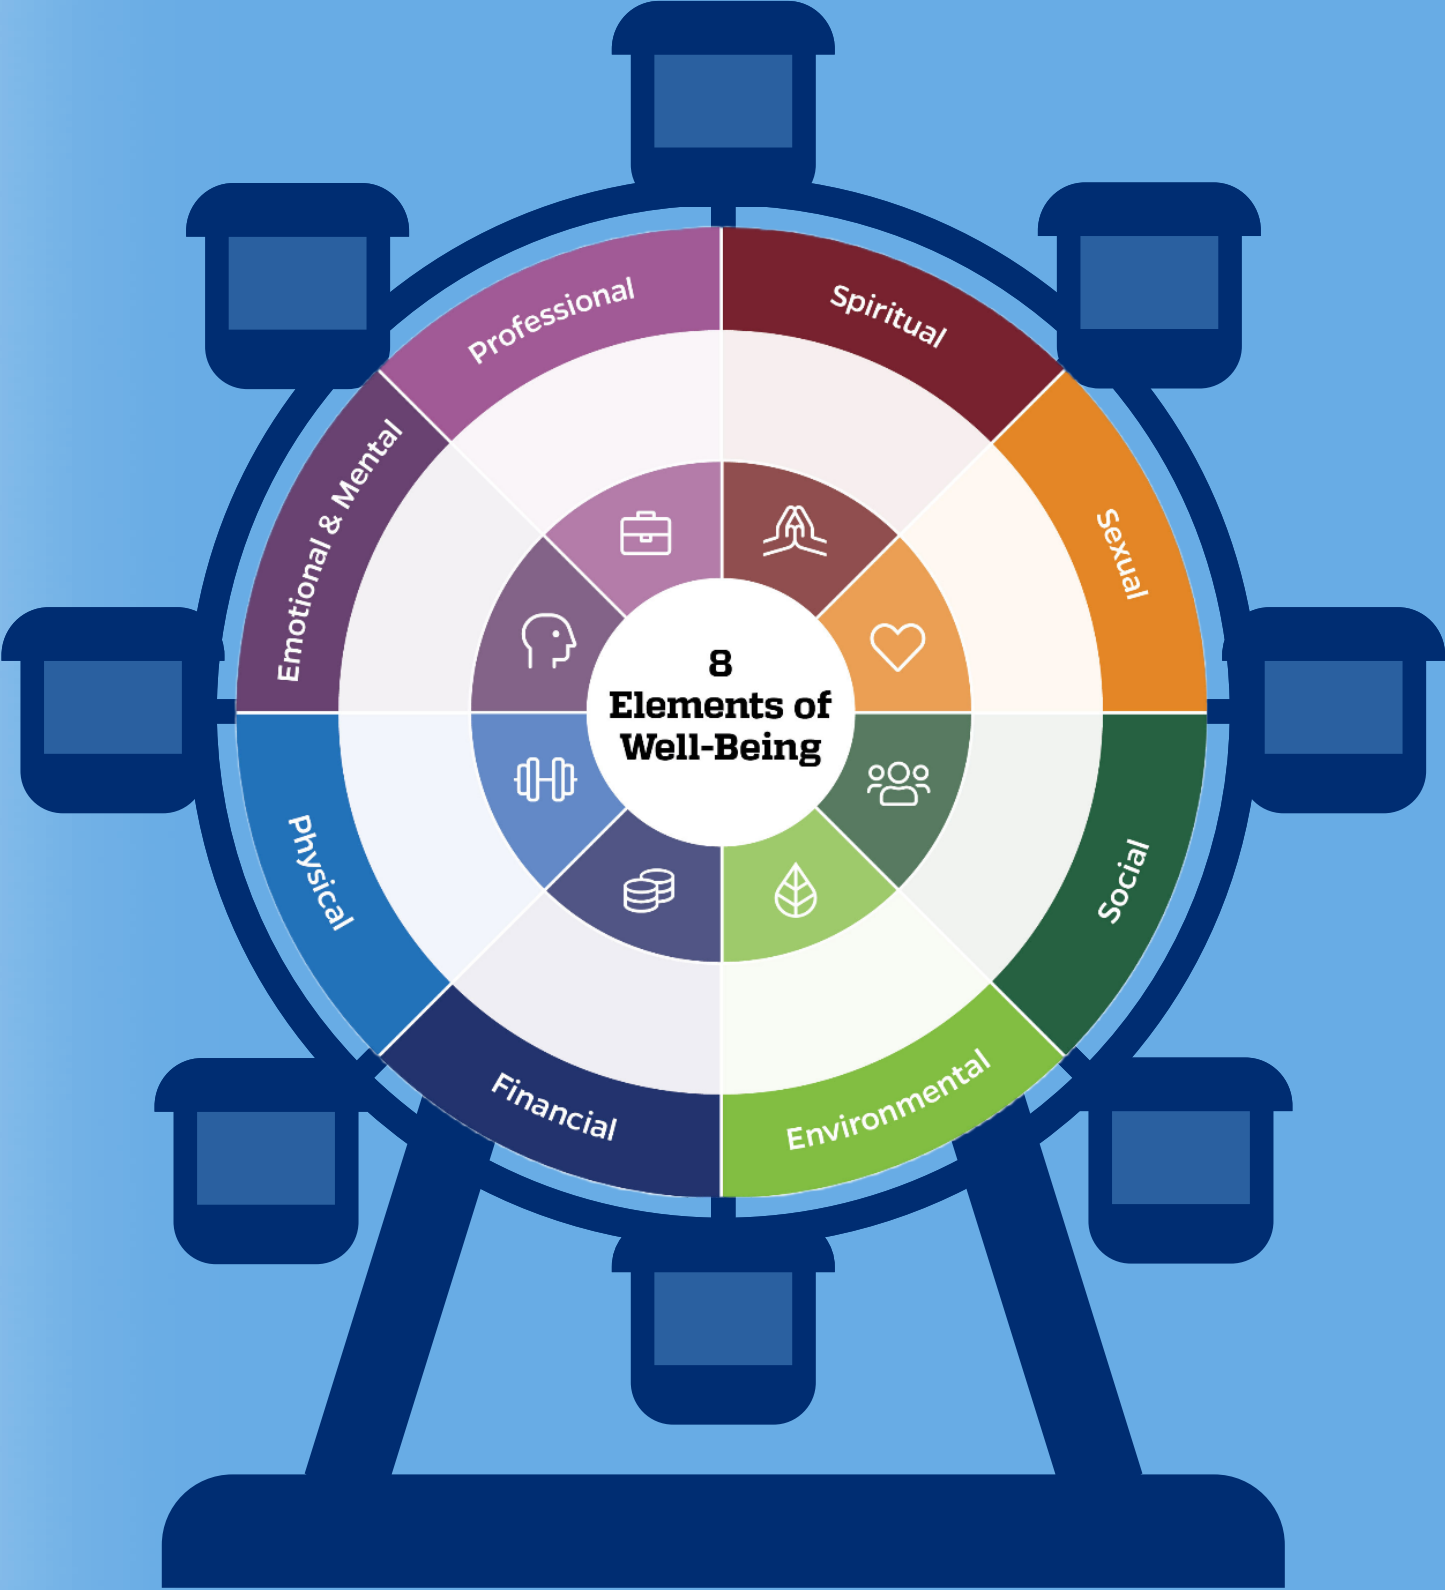 Professional
Spiritual
Emotional & Mental
Sexual
8
Elements of
Well-Being
Physical
Social
Financial
Environmental